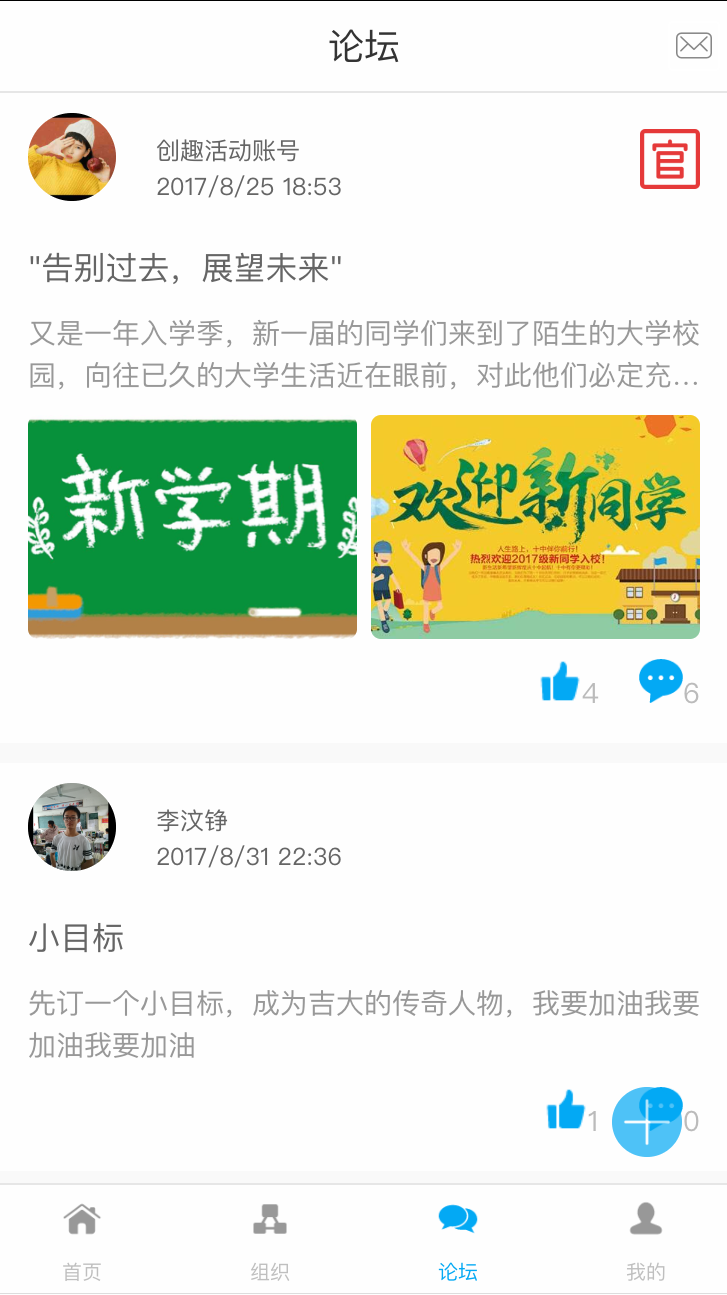 论坛
创趣活动账号
2017/8/25 18:53
官
"告别过去，展望未来"
又是一年入学季，新一届的同学们来到了陌生的大学校
园，向往已久的大学生活近在眼前，对此他们必定充...
新学期
欢迎新同学
人生路上，十中伴你前行！
热烈欢迎2017级新同学入校！
4
6
李汶铮
2017/8/31 22:36
小目标
先订一个小目标，成为吉大的传奇人物，我要加油我要
加油我要加油
1
0
首页
组织
论坛
我的